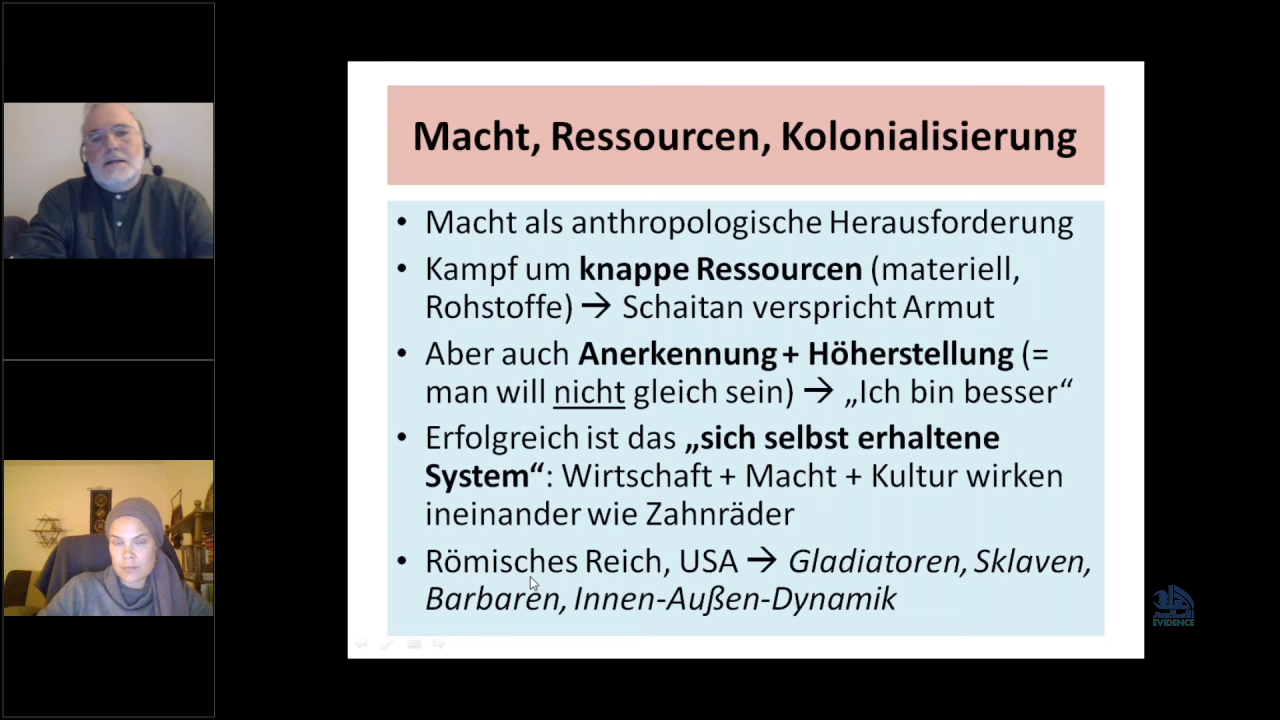 Macht, Ressourcen, Kolonialisierung
• Macht als anthropologische Herausforderung
• Kampf um knappe Ressourcen (materiell,
Rohstoffe) → Schaitan verspricht Armut
• Aber auch Anerkennung + Höherstellung (=
man will nicht gleich sein) → „Ich bin besser“
• Erfolgreich ist das „sich selbst erhaltene
System“: Wirtschaft + Macht + Kultur wirken
ineinander wie Zahnräder
• Römisches Reich, USA → Gladiatoren, Sklaven,
Barbaren, Innen-Außen-Dynamik
EVIDENCE